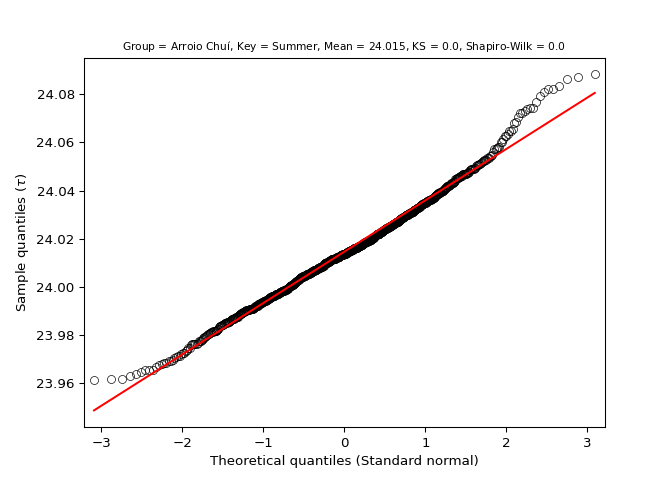 Group = Arroio Chuí, Key = Summer, Mean = 24.015, KS = 0.0, Shapiro-Wilk = 0.0
24.08
24.06
24.04
24.02
24.00
23.98
23.96
Sample quantiles (τ)
−3 −2 −1 0 1 2 3
Theoretical quantiles (Standard normal)